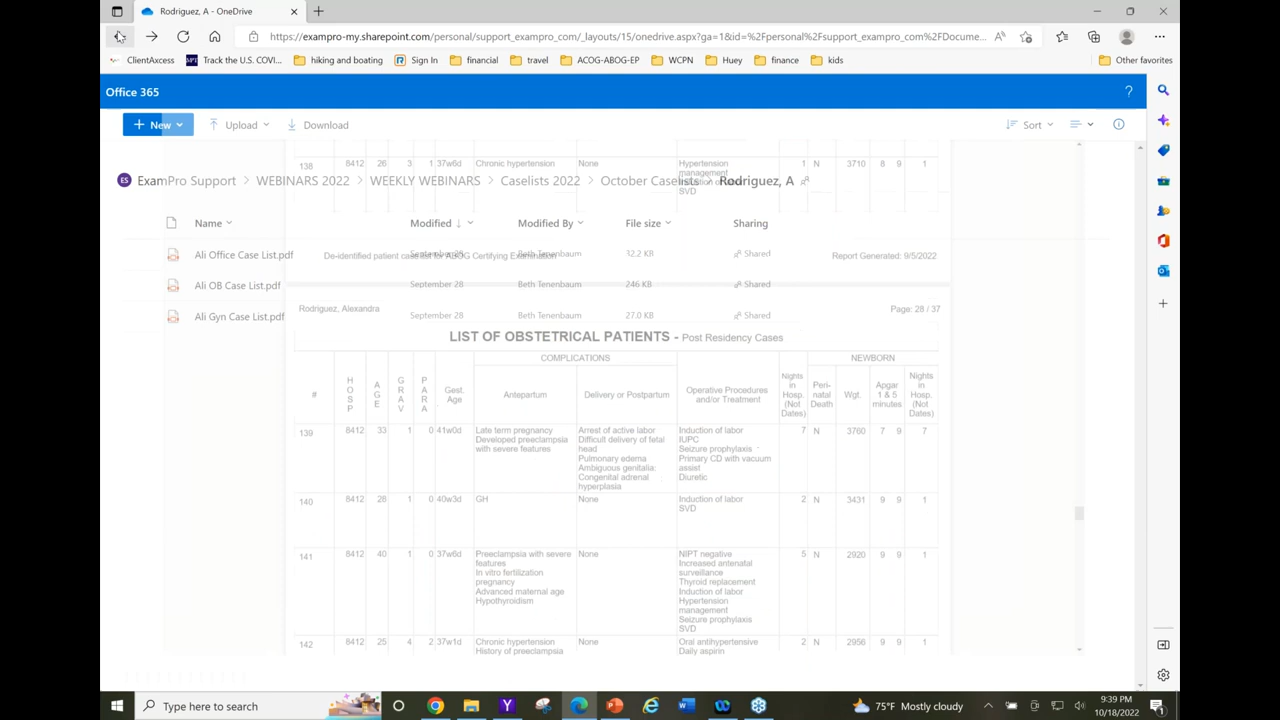 Rodriguez, A - OneDrive
https://exampro-my.sharepoint.com/personal/support_exampro_com/_layouts/15/onedrive.aspx?ga=1&id=%2Fpersonal%2Fsupport_exampro_com%2FDocume...
ClientAxcess Track the U.S. COVI... hiking and boating Sign In financial travel ACOG-ABOG-EP WCPN Huey finance kids Other favorites
Office 365 ?
New Upload Download Sort
138 8412 26 3 1 37w6d Chronic hypertension None Hypertension 1 N 3710 8 9 1
management
SVD
ExamPro Support > WEBINARS 2022 > WEEKLY WEBINARS > Caselists 2022 > October Caselists > Rodriguez, A
Name Modified Modified By File size Sharing
Ali Office Case List.pdf September 28 Beth Tenenbaum 32.2 KB Shared
De-identified patient case list for ABOG Certifying Examination Report Generated: 9/5/2022
Ali OB Case List.pdf September 28 Beth Tenenbaum 246 KB Shared
Ali Gyn Case List.pdf September 28 Beth Tenenbaum 27.0 KB Shared
Rodriguez, Alexandra Page: 28 / 37
LIST OF OBSTETRICAL PATIENTS - Post Residency Cases
COMPLICATIONS NEWBORN
# HOSP AGE GRAV PARA Gest. Age Antepartum Delivery or Postpartum Operative Procedures and/or Treatment Nights in Hosp. (Not Dates) Peri-natal Death Wgt. Apgar 1 & 5 minutes Nights in Hosp. (Not Dates)
139 8412 33 1 0 41w0d Late term pregnancy Arrest of active labor Induction of labor 7 N 3760 7 9 7
Developed preeclampsia Difficult delivery of fetal IUPC
with severe features head Seizure prophylaxis
Pulmonary edema Primary CD with vacuum
Ambiguous genitalia: assist
Congenital adrenal Diuretic
hyperplasia
140 8412 28 1 0 40w3d GH None Induction of labor 2 N 3431 9 9 1
SVD
141 8412 40 1 0 37w6d Preeclampsia with severe None NIPT negative 5 N 2920 9 9 1
features Increased antenatal
In vitro fertilization surveillance
pregnancy Thyroid replacement
Advanced maternal age Induction of labor
Hypothyroidism Hypertension
management
Seizure prophylaxis
SVD
142 8412 25 4 2 37w1d Chronic hypertension None Oral antihypertensive 2 N 2956 9 9 1
History of preeclampsia Daily aspirin
Type here to search 75°F Mostly cloudy 9:39 PM
10/18/2022